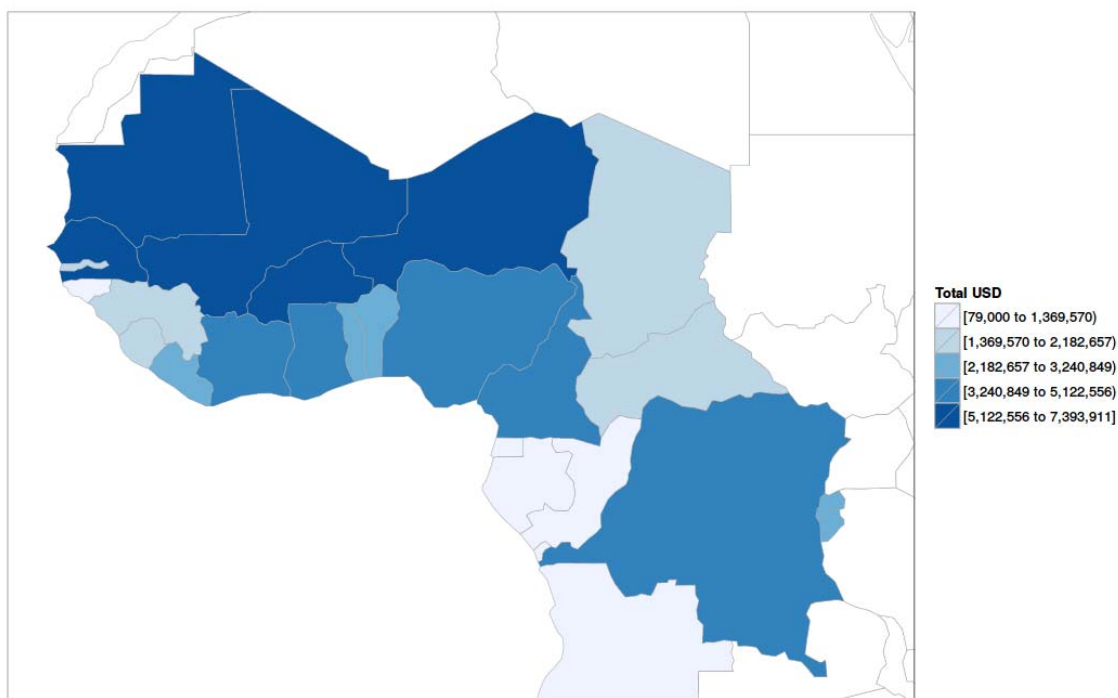 Total USD
[79,000 to 1,369,570)
[1,369,570 to 2,182,657)
[2,182,657 to 3,240,849)
[3,240,849 to 5,122,556)
[5,122,556 to 7,393,911]